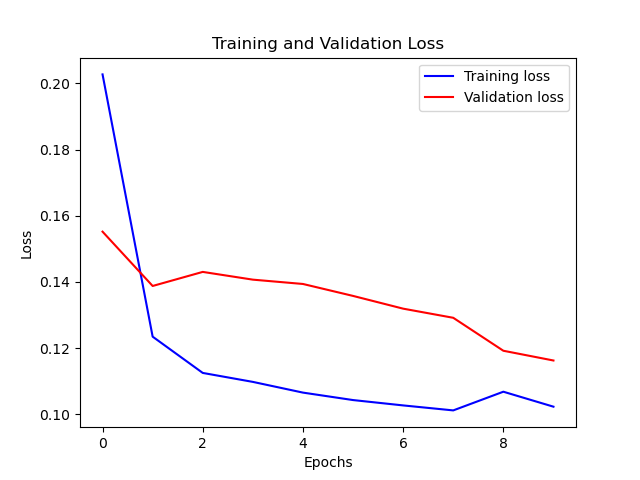 Training and Validation Loss
Training loss
Validation loss
Loss
0.20
0.18
0.16
0.14
0.12
0.10
0 2 4 6 8
Epochs